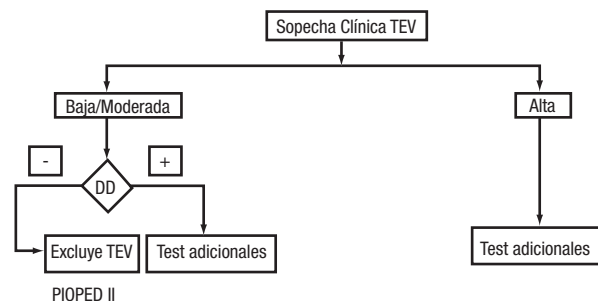 Sopecha Clínica TEV
Baja/Moderada
Alta
-
+
DD
Excluye TEV
Test adicionales
Test adicionales
PIOPED II